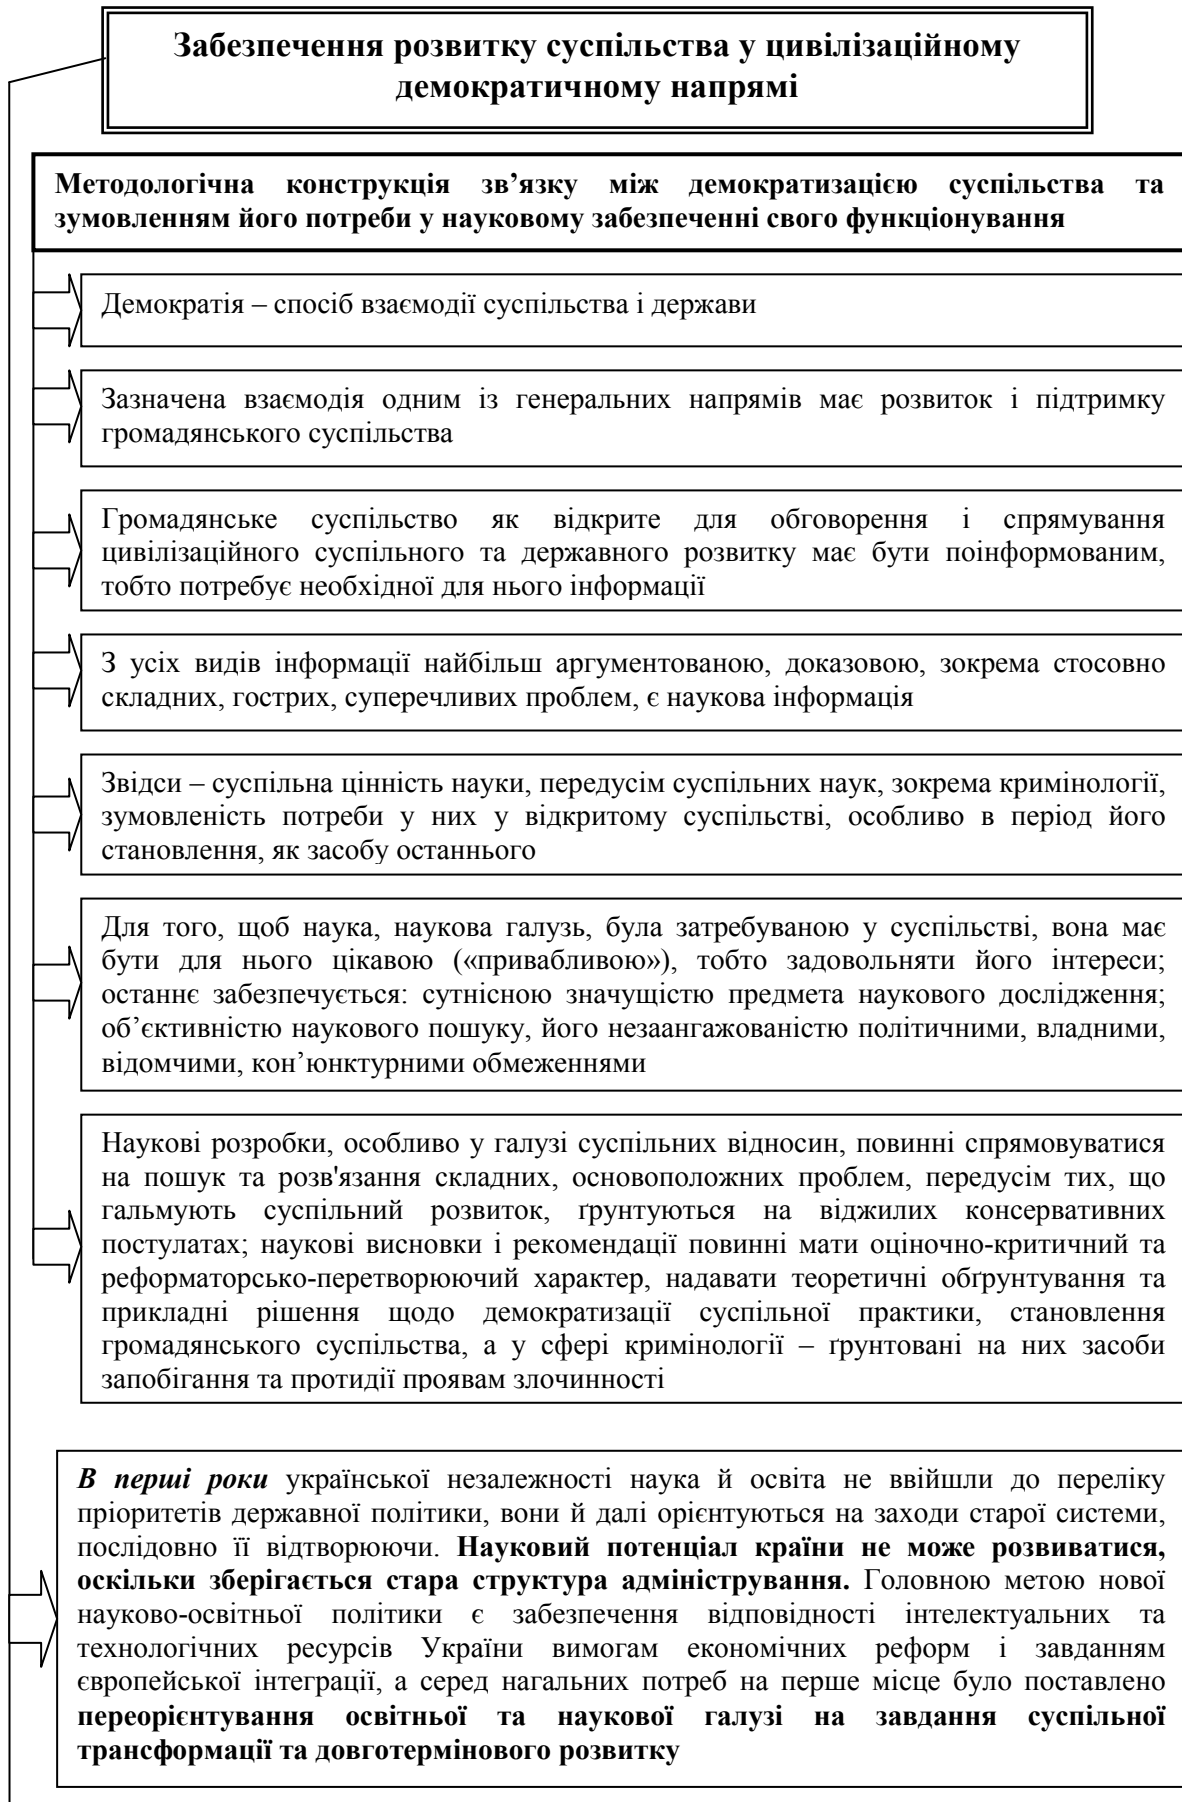 Забезпечення розвитку суспільства у цивілізаційному
демократичному напрямі
Методологічна конструкція зв’язку між демократизацією суспільства та
зумовленням його потреби у науковому забезпеченні свого функціонування
Демократія – спосіб взаємодії суспільства і держави
Зазначена взаємодія одним із генеральних напрямів має розвиток і підтримку
громадянського суспільства
Громадянське суспільство як відкрите для обговорення і спрямування
цивілізаційного суспільного та державного розвитку має бути поінформованим,
тобто потребує необхідної для нього інформації
З усіх видів інформації найбільш аргументованою, доказовою, зокрема стосовно
складних, гострих, суперечливих проблем, є наукова інформація
Звідси – суспільна цінність науки, передусім суспільних наук, зокрема кримінології,
зумовленість потреби у них у відкритому суспільстві, особливо в період його
становлення, як засобу останнього
Для того, щоб наука, наукова галузь, була затребуваною у суспільстві, вона має
бути для нього цікавою («привабливою»), тобто задовольняти його інтереси;
останнє забезпечується: сутнісною значущістю предмета наукового дослідження;
об’єктивністю наукового пошуку, його незаангажованістю політичними, владними,
відомчими, кон’юнктурними обмеженнями
Наукові розробки, особливо у галузі суспільних відносин, повинні спрямовуватися
на пошук та розв'язання складних, основоположних проблем, передусім тих, що
гальмують суспільний розвиток, ґрунтуються на віджилих консервативних
постулатах; наукові висновки і рекомендації повинні мати оціночно-критичний та
реформаторсько-перетворюючий характер, надавати теоретичні обґрунтування та
прикладні рішення щодо демократизації суспільної практики, становлення
громадянського суспільства, а у сфері кримінології – ґрунтовані на них засоби
запобігання та протидії проявам злочинності
В перші роки української незалежності наука й освіта не ввійшли до переліку
пріоритетів державної політики, вони й далі орієнтуються на заходи старої системи,
послідовно її відтворюючи. Науковий потенціал країни не може розвиватися,
оскільки зберігається стара структура адміністрування. Головною метою нової
науково-освітньої політики є забезпечення відповідності інтелектуальних та
технологічних ресурсів України вимогам економічних реформ і завданням
європейської інтеграції, а серед нагальних потреб на перше місце було поставлено
переорієнтування освітньої та наукової галузі на завдання суспільної
трансформації та довготермінового розвитку